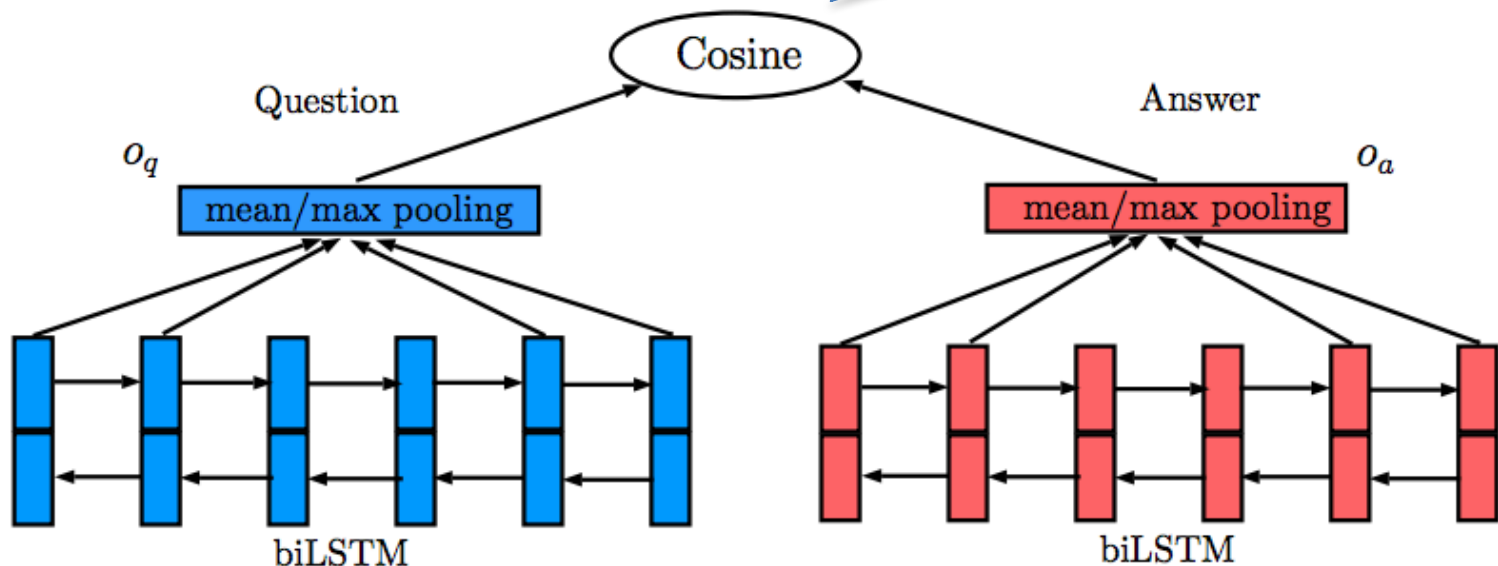 Cosine
Question
Answer
o_q
o_a
mean/max pooling
mean/max pooling
biLSTM
biLSTM